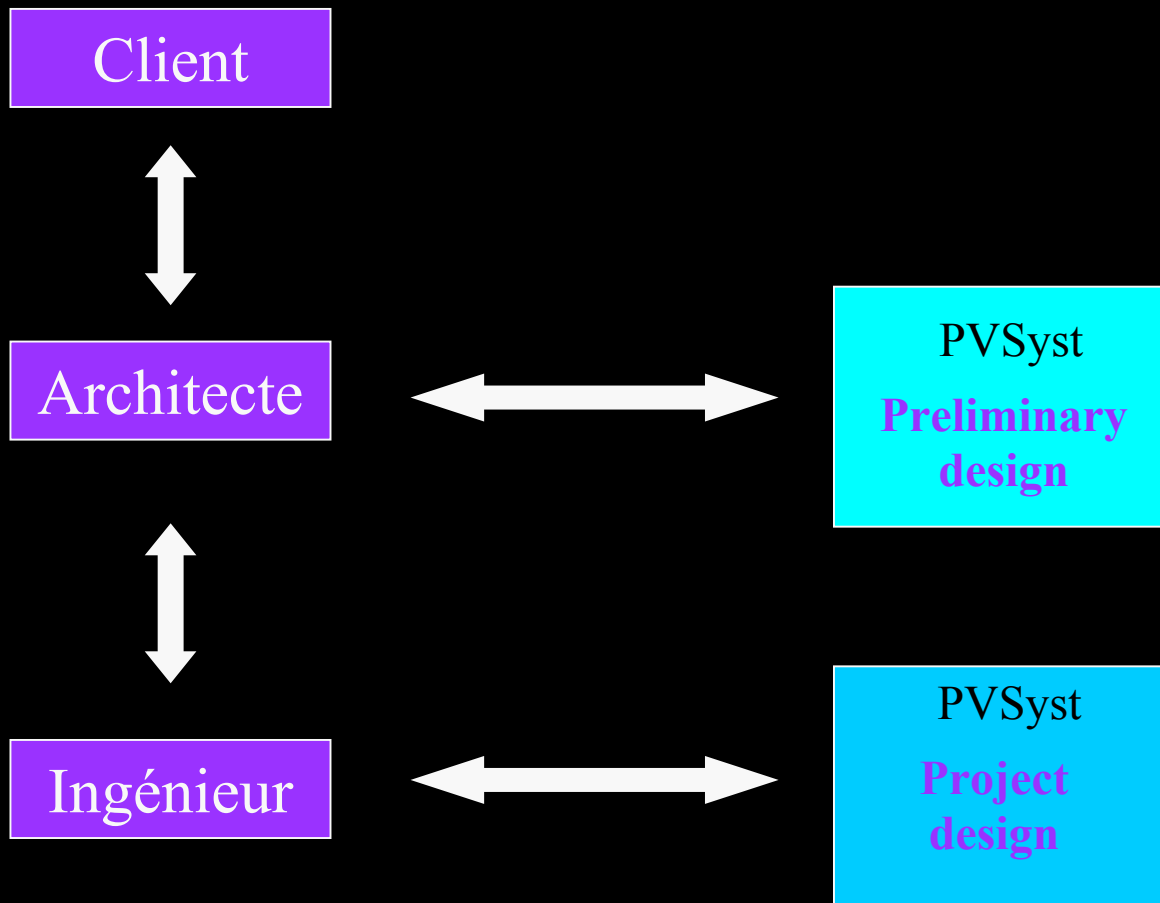 Client
Architecte
PVSyst
Preliminary
design
Ingénieur
PVSyst
Project
design